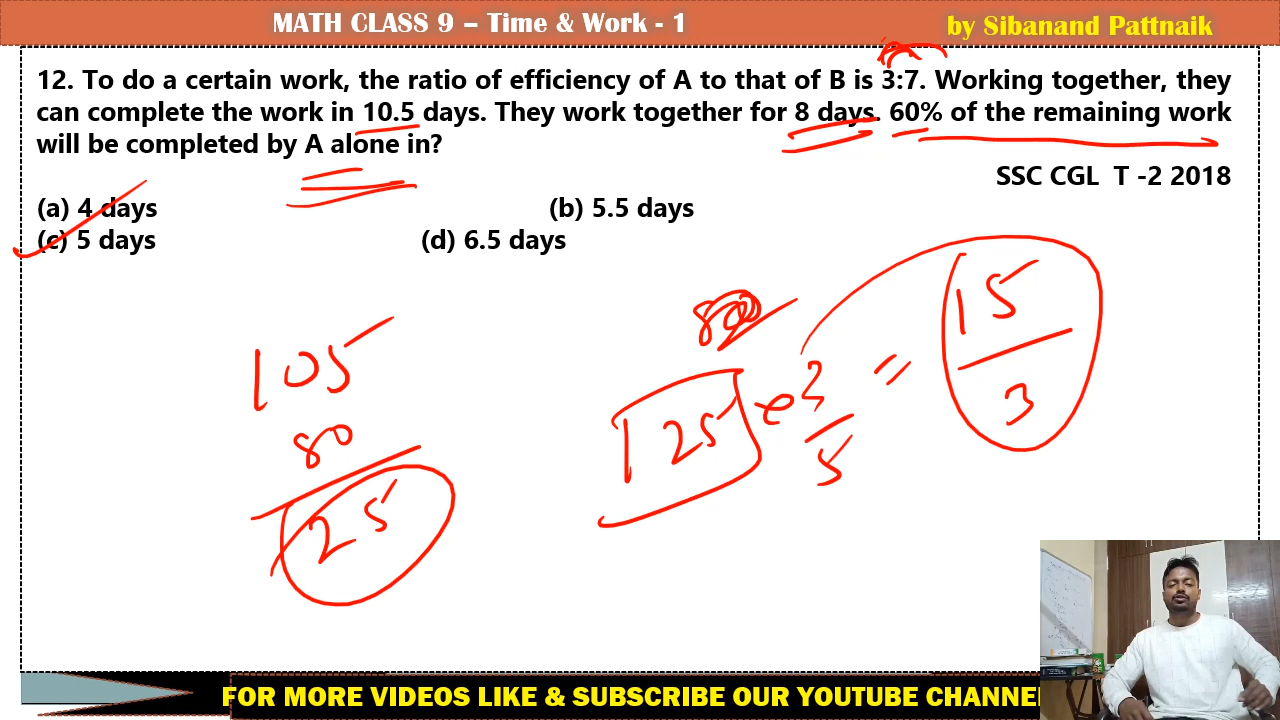 MATH CLASS 9 – Time & Work - 1
by Sibanand Pattnaik
12. To do a certain work, the ratio of efficiency of A to that of B is 3:7. Working together, they
can complete the work in 10.5 days. They work together for 8 days. 60% of the remaining work
will be completed by A alone in?
SSC CGL T -2 2018
(a) 4 days (b) 5.5 days
(c) 5 days (d) 6.5 days
105
80
25
25 3/5 = 15/3
FOR MORE VIDEOS LIKE & SUBSCRIBE OUR YOUTUBE CHANNE